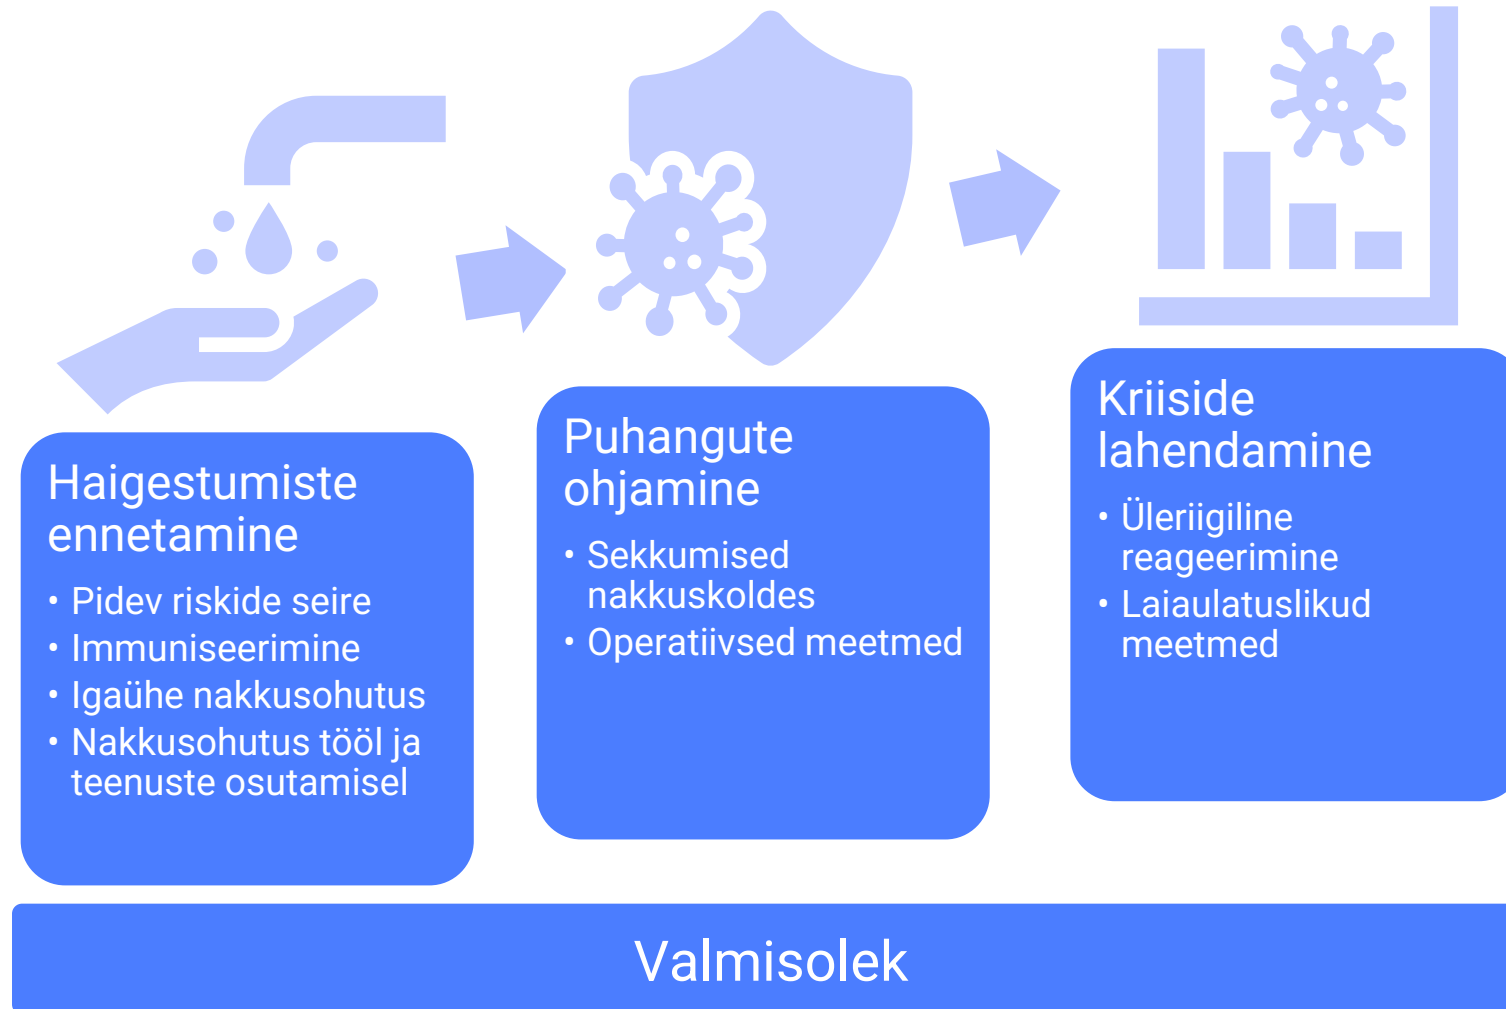 Haigestumiste
ennetamine
• Pidev riskide seire
• Immuniseerimine
• Igaühe nakkusohutus
• Nakkusohutus tööl ja
teenuste osutamisel
Puhangute
ohjamine
• Sekkumised
nakkuskoldes
• Operatiivsed meetmed
Kriiside
lahendamine
• Üleriigiline
reageerimine
• Laiaulatuslikud
meetmed
Valmisolek